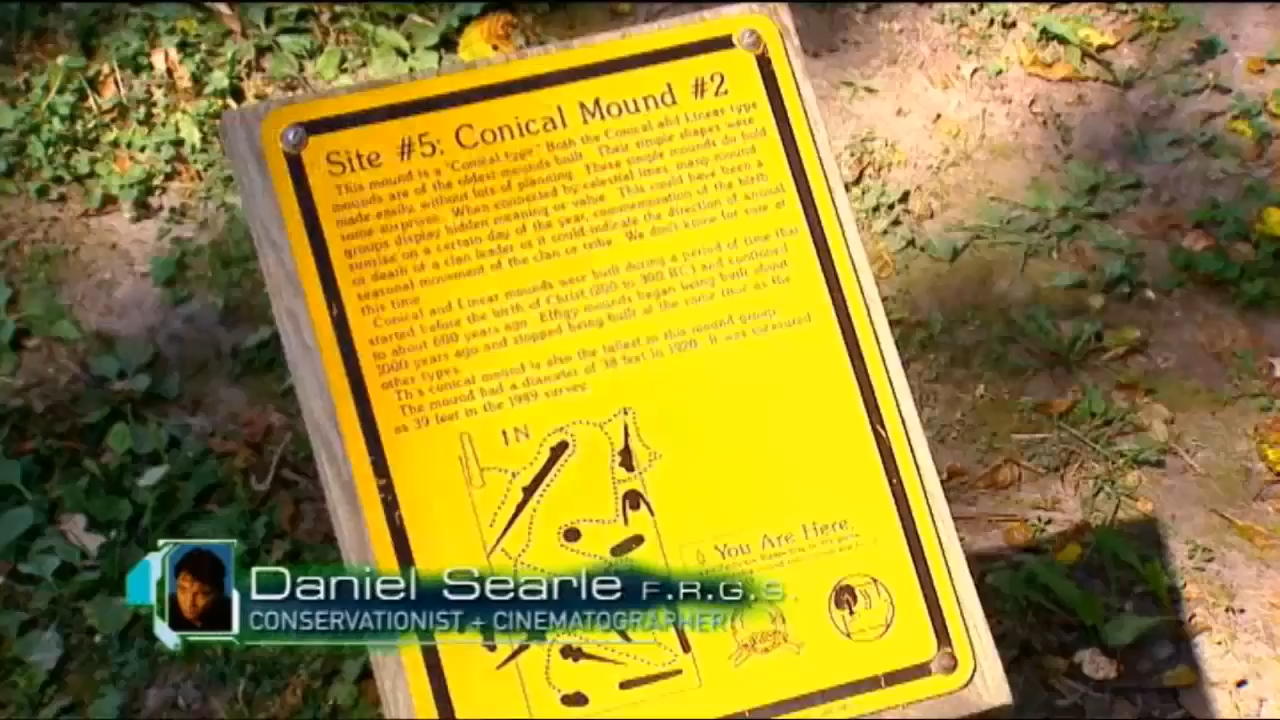 Site #5: Conical Mound #2
This mound is a "Conical type." Both the Conical and Linear type
mounds are of the oldest mounds built. Their simple shapes were
made easily, without lots of planning. These simple mounds do hold
some surprises. When connected by celestial lines many mound
groups display hidden meaning or value. This could have been a
sunrise on a certain day of the year, commemoration of the birth
or death of a clan leader or it could indicate the direction of annual
seasonal movement of the clan or tribe. We don't know for sure at
this time.
Conical and Linear mounds were built during a period of time that
started before the birth of Christ to 300 BC) and continued
to about 600 years ago. Effigy mounds began being built about
1000 years ago and stopped being built at the same time as the
other types.
This conical mound is also the tallest in this mound group.
The mound had a diameter of 38 feet in 1920. It was measured
as 39 feet in the 1989 survey.
N
You Are Here.
Daniel Searle F.R.G.S.
CONSERVATIONIST + CINEMATOGRAPHER